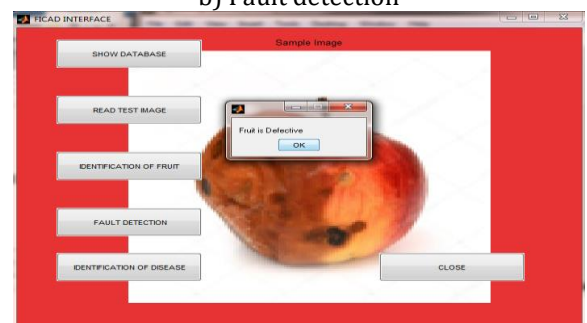 b) Fault detection
FICAD INTERFACE
Sample Image
SHOW DATABASE
READ TEST IMAGE
Fruit is Defective
OK
IDENTIFICATION OF FRUIT
FAULT DETECTION
IDENTIFICATION OF DISEASE
CLOSE